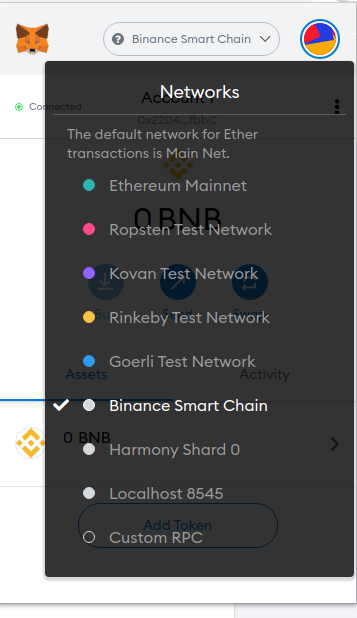 Binance Smart Chain
Networks
Connected
Account 1
0x2204...fbbC
The default network for Ether
transactions is Main Net.
Ethereum Mainnet
0 BNB
Ropsten Test Network
Kovan Test Network
Rinkeby Test Network
Goerli Test Network
Assets
Activity
Binance Smart Chain
0 BNB
Harmony Shard 0
Localhost 8545
Add Token
Custom RPC